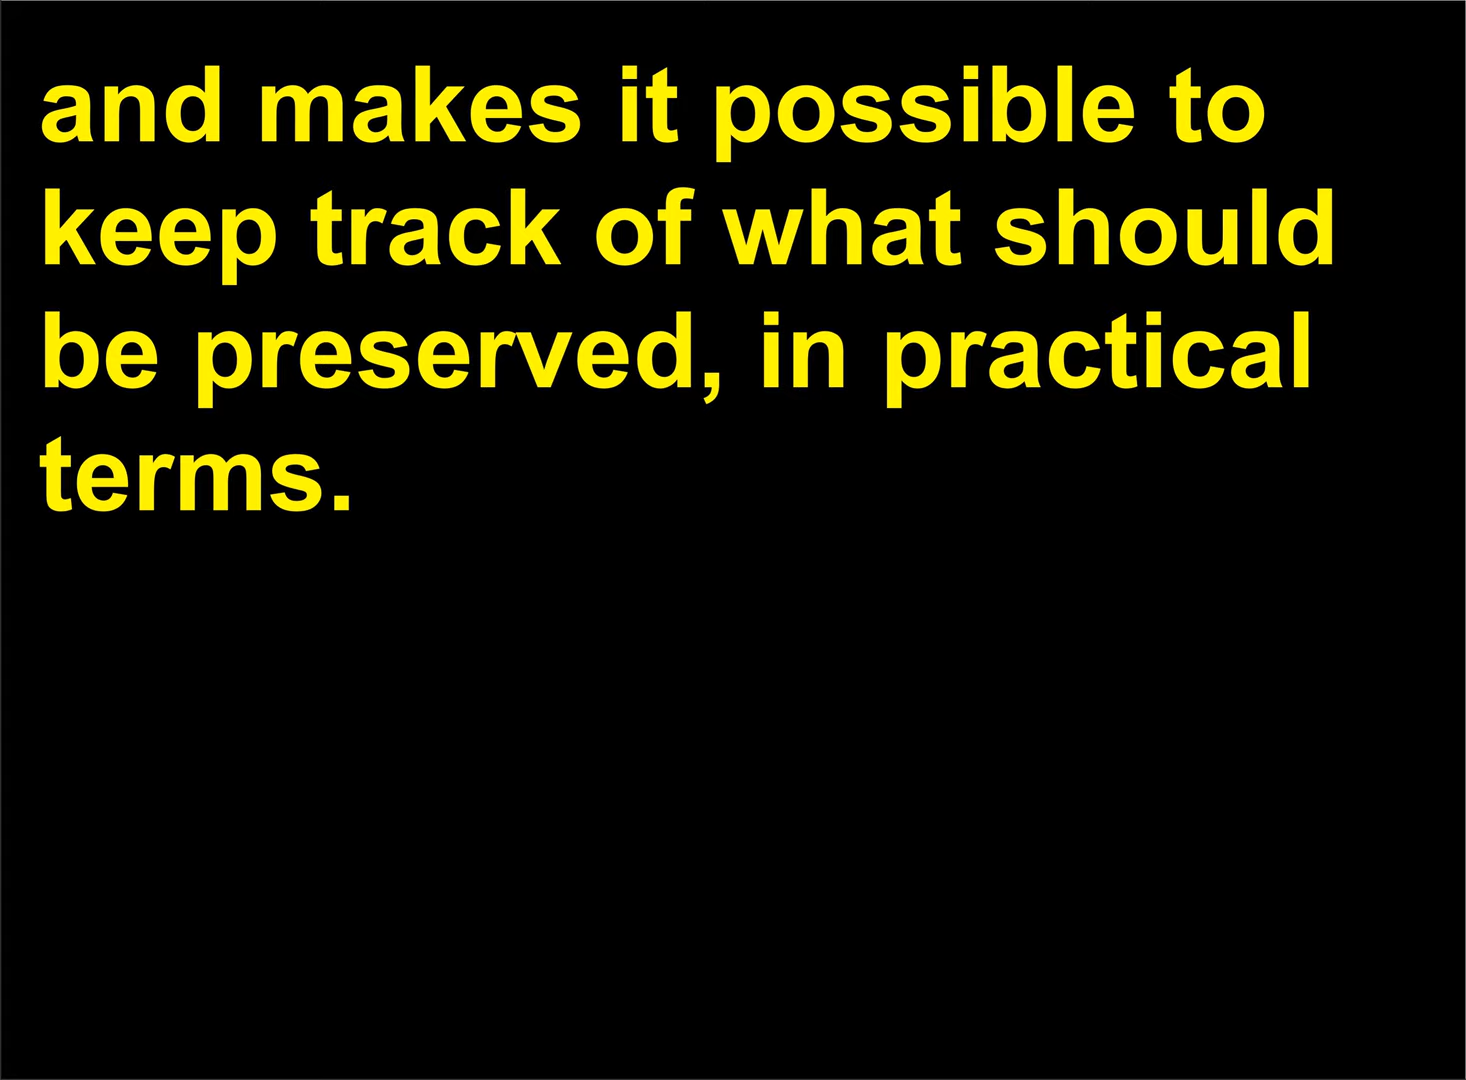 and makes it possible to
keep track of what should
be preserved, in practical
terms.